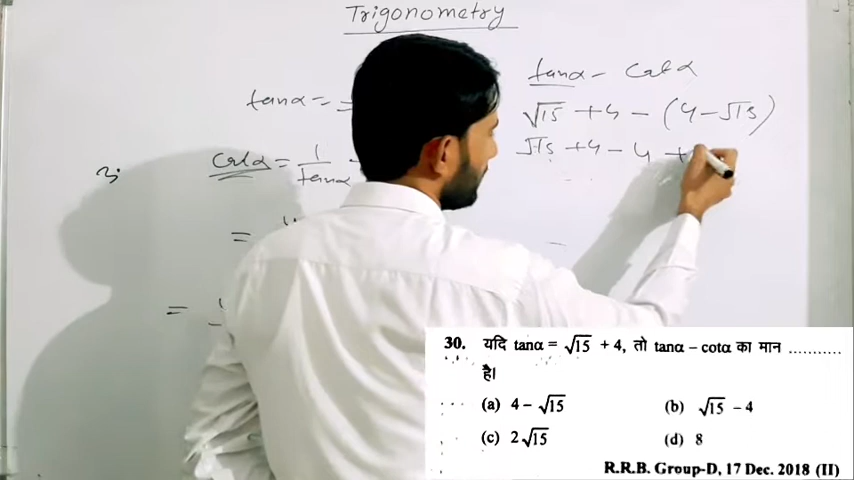 Trigonometry
tanα - cotα
tanα =
√15 + 4 - (4-√15)
cotα = 1/tanα
√15 + 4 - 4 +
=
=
30. यदि tanα = √15 + 4, तो tanα – cotα का मान ............
है।
(a) 4 – √15 (b) √15 – 4
(c) 2√15 (d) 8
R.R.B. Group-D, 17 Dec. 2018 (II)